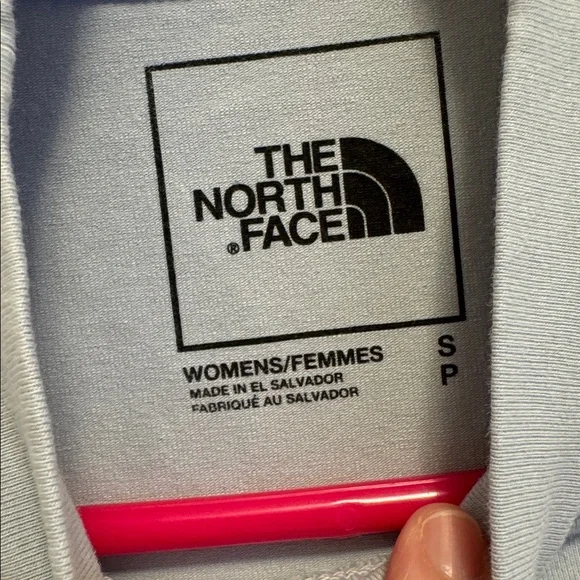 THE
NORTH
®FACE
WOMENS/FEMMES S
MADE IN EL SALVADOR P
FABRIQUÉ AU SALVADOR